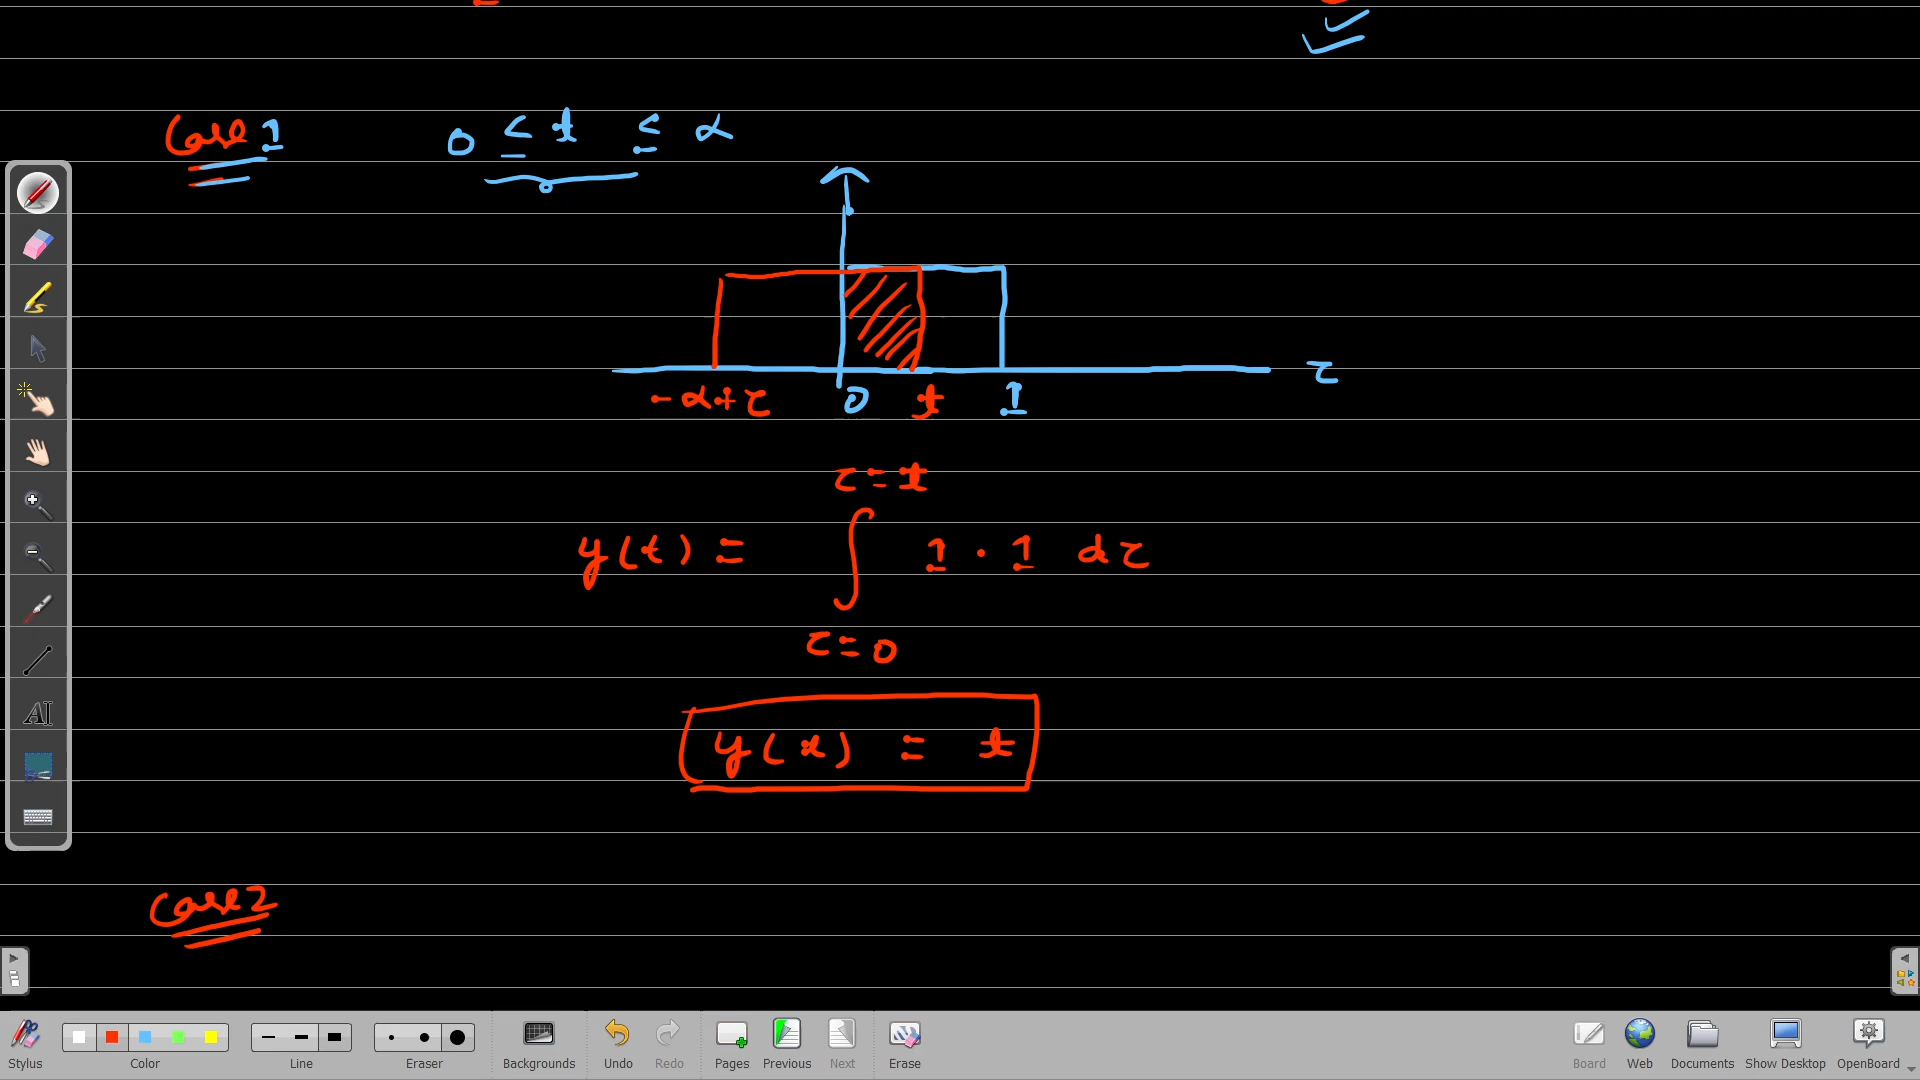 Case 1 0 ≤ t ≤ α
τ
-α+τ 0 t 1
τ=t
y(t) = ∫ 1 · 1 dτ
τ=0
y(t) = t
Case 2
AI
Stylus Color Line Eraser Backgrounds Undo Redo Pages Previous Next Erase Board Web Documents Show Desktop OpenBoard